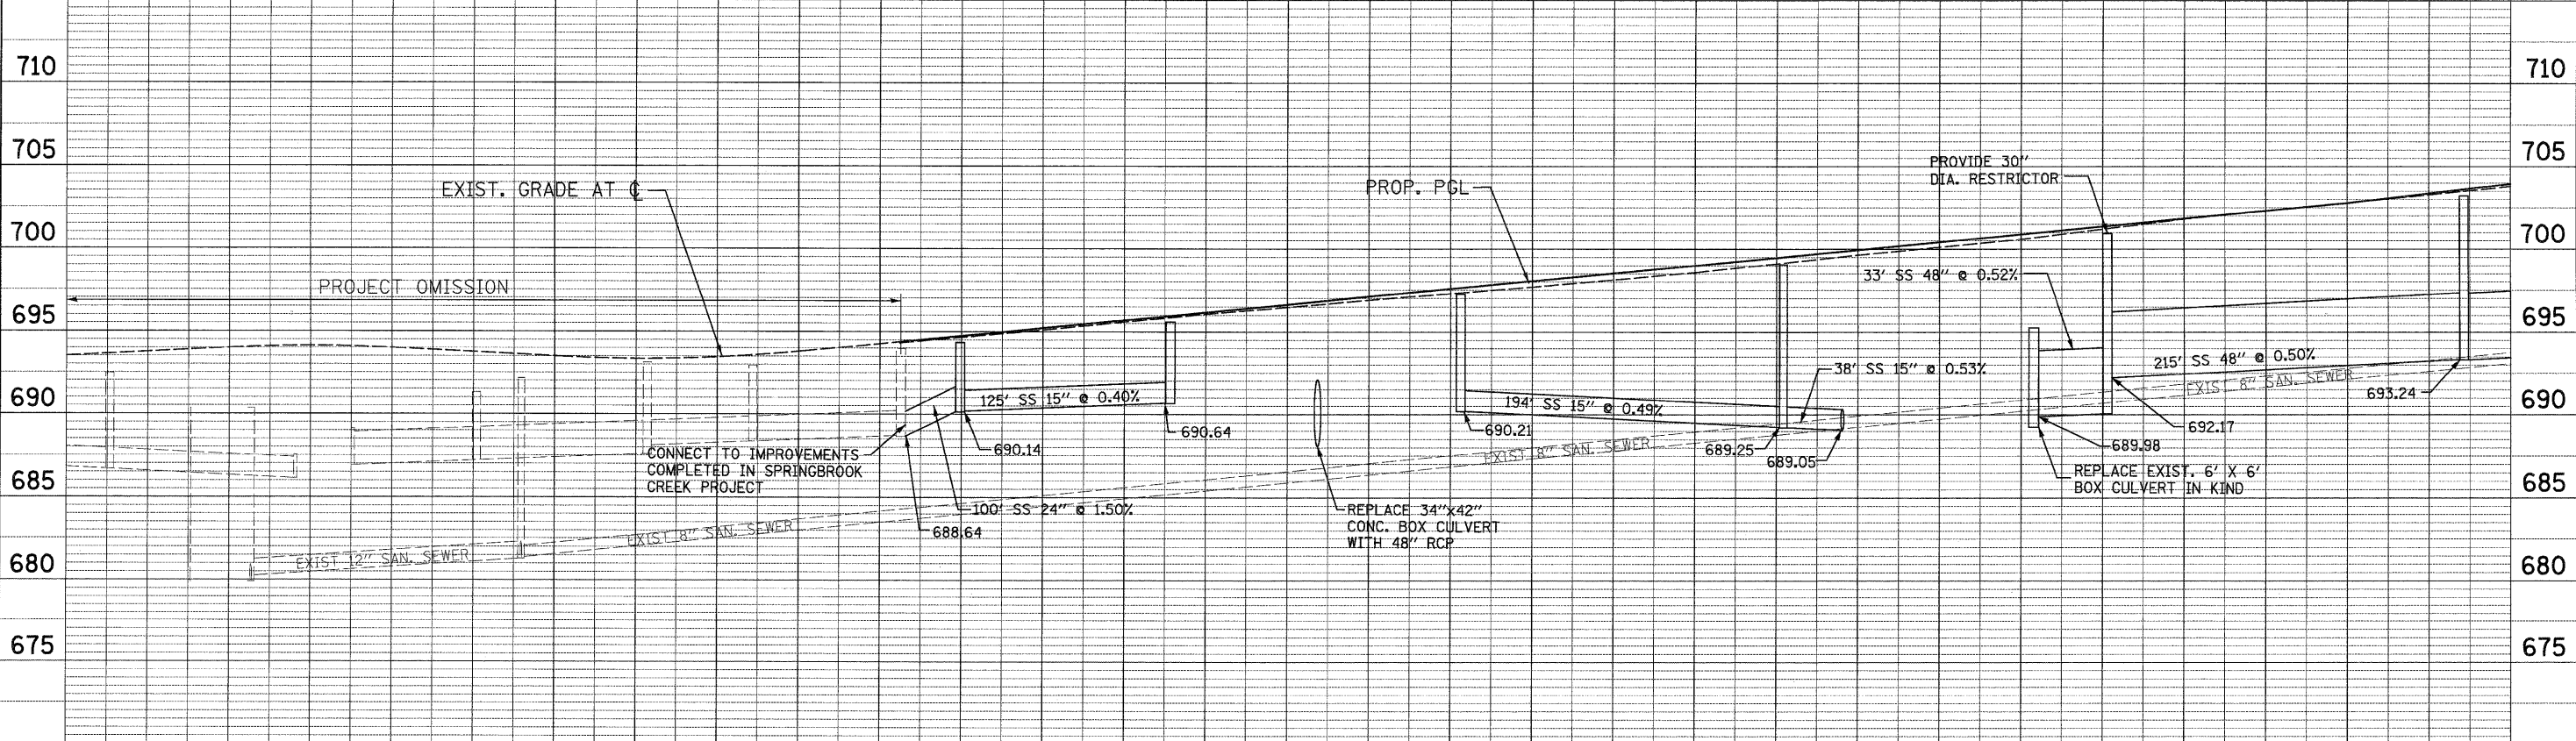 710
710
705
705
PROVIDE 30"
DIA. RESTRICTOR
EXIST. GRADE AT ℄
PROP. PGL
700
700
33' SS 48" @ 0.52%
PROJECT OMISSION
695
695
38' SS 15" @ 0.53%
215' SS 48" @ 0.50%
EXIST 8" SAN. SEWER
693.24
690
690
125' SS 15" @ 0.40%
194' SS 15" @ 0.49%
690.64
690.21
692.17
690.14
689.25
689.05
689.98
CONNECT TO IMPROVEMENTS
COMPLETED IN SPRINGBROOK
CREEK PROJECT
EXIST 8" SAN. SEWER
REPLACE EXIST. 6' X 6'
BOX CULVERT IN KIND
685
685
100' SS 24" @ 1.50%
688.64
REPLACE 34"x42"
CONC. BOX CULVERT
WITH 48" RCP
EXIST 8" SAN. SEWER
EXIST 12" SAN. SEWER
680
680
675
675